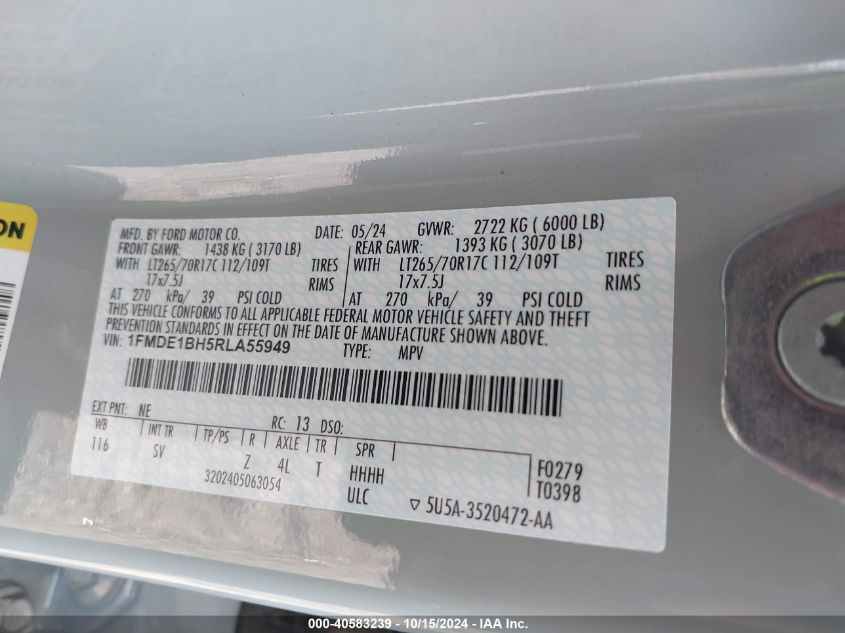 ON
MFD. BY FORD MOTOR CO. DATE: 05/24 GVWR: 2722 KG ( 6000 LB)
FRONT GAWR: 1438 KG ( 3170 LB) REAR GAWR: 1393 KG ( 3070 LB)
WITH LT265/70R17C 112/109T TIRES WITH LT265/70R17C 112/109T TIRES
17x7.5J RIMS 17x7.5J RIMS
AT 270 kPa/ 39 PSI COLD AT 270 kPa/ 39 PSI COLD
THIS VEHICLE CONFORMS TO ALL APPLICABLE FEDERAL MOTOR VEHICLE SAFETY AND THEFT
PREVENTION STANDARDS IN EFFECT ON THE DATE OF MANUFACTURE SHOWN ABOVE.
VIN: 1FMDE1BH5RLA55949 TYPE: MPV
EXT PNT: NE RC: 13 DSO:
WB INT TR TP/PS R AXLE TR SPR
116 SV Z 4L T HHHH F0279
3202405063054 ULC T0398
▽ 5U5A-3520472-AA
40583239 - 10/15/2024 - IAA Inc.